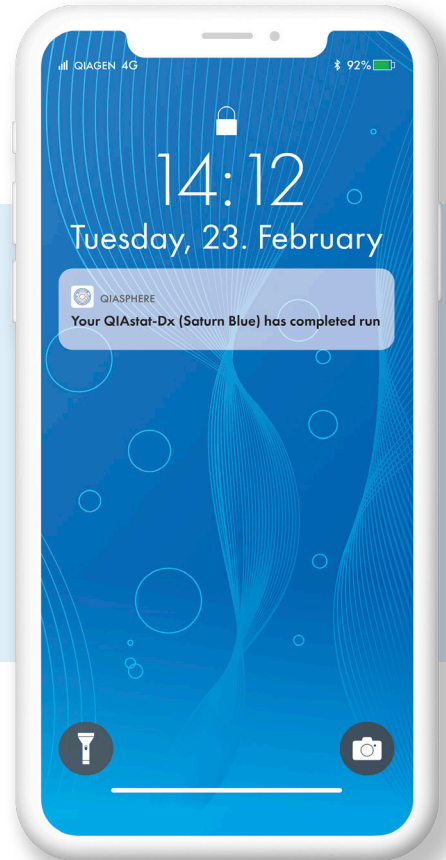 QIAGEN 4G 92%
14:12
Tuesday, 23. February
QIASPHERE
Your QIAstat-Dx (Saturn Blue) has completed run